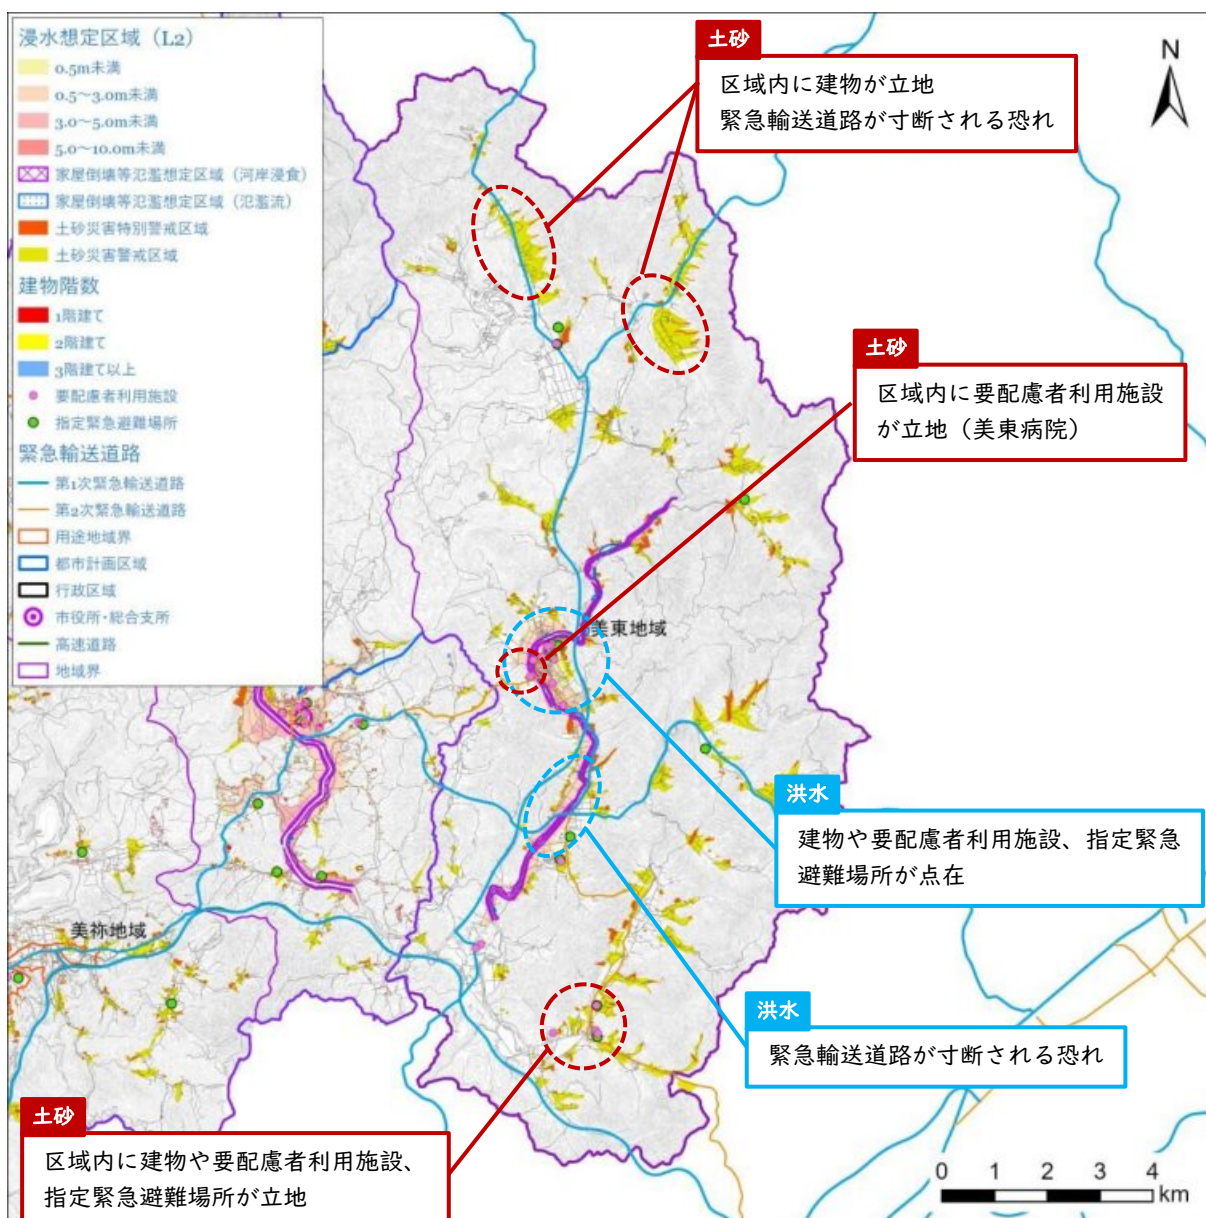 浸水想定区域（L2）
0.5m未満
0.5～3.0m未満
3.0～5.0m未満
5.0～10.0m未満
家屋倒壊等氾濫想定区域（河岸浸食）
家屋倒壊等氾濫想定区域（氾濫流）
土砂災害特別警戒区域
土砂災害警戒区域
建物階数
1階建て
2階建て
3階建て以上
要配慮者利用施設
指定緊急避難場所
緊急輸送道路
第1次緊急輸送道路
第2次緊急輸送道路
用途地域界
都市計画区域
行政区域
市役所・総合支所
高速道路
地域界
土砂
区域内に建物が立地
緊急輸送道路が寸断される恐れ
N
土砂
区域内に要配慮者利用施設
が立地（美東病院）
美東地域
洪水
建物や要配慮者利用施設、指定緊急
避難場所が点在
美祢地域
洪水
緊急輸送道路が寸断される恐れ
土砂
区域内に建物や要配慮者利用施設、
指定緊急避難場所が立地
0 1 2 3 4
km